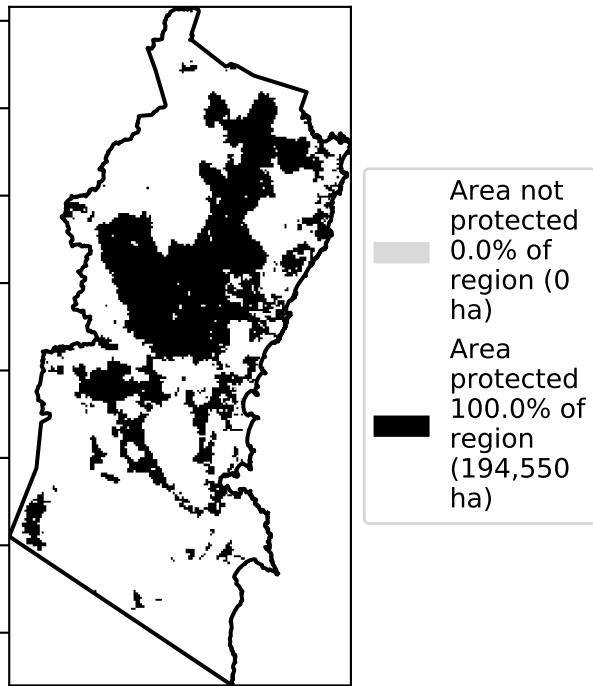 Area not
protected
0.0% of
region (0
ha)
Area
protected
100.0% of
region
(194,550
ha)